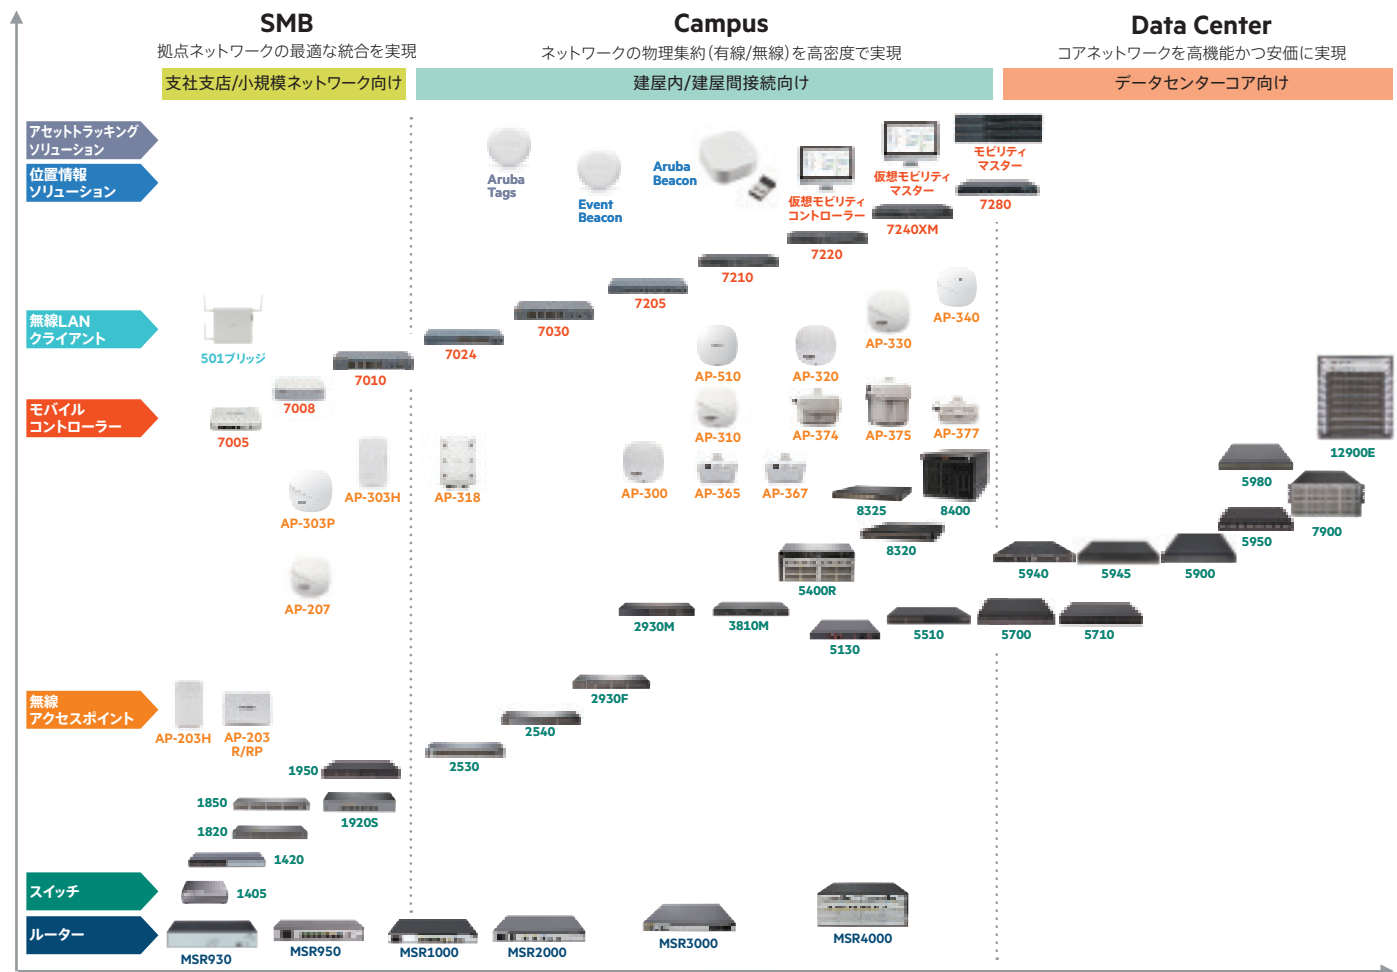 SMB
拠点ネットワークの最適な統合を実現
支社支店/小規模ネットワーク向け
Campus
ネットワークの物理集約(有線/無線)を高密度で実現
建屋内/建屋間接続向け
Data Center
コアネットワークを高機能かつ安価に実現
データセンターコア向け
アセットトラッキング
ソリューション
位置情報
ソリューション
Aruba
Tags
Event
Beacon
Aruba
Beacon
仮想モビリティ
コントローラー
仮想モビリティ
マスター
モビリティ
マスター
7280
7240XM
7220
7210
7205
7030
7024
7010
7008
7005
無線LAN
クライアント
501ブリッジ
モバイル
コントローラー
AP-340
AP-330
AP-510
AP-320
AP-310
AP-374
AP-375
AP-377
AP-300
AP-365
AP-367
AP-303H
AP-318
AP-303P
AP-207
12900E
5980
7900
5950
8325
8400
8320
5940
5945
5900
5400R
2930M
3810M
5130
5510
5700
5710
2930F
2540
2530
無線
アクセスポイント
AP-203H
AP-203
R/RP
1950
1850
1920S
1820
1420
スイッチ
1405
ルーター
MSR930
MSR950
MSR1000
MSR2000
MSR3000
MSR4000